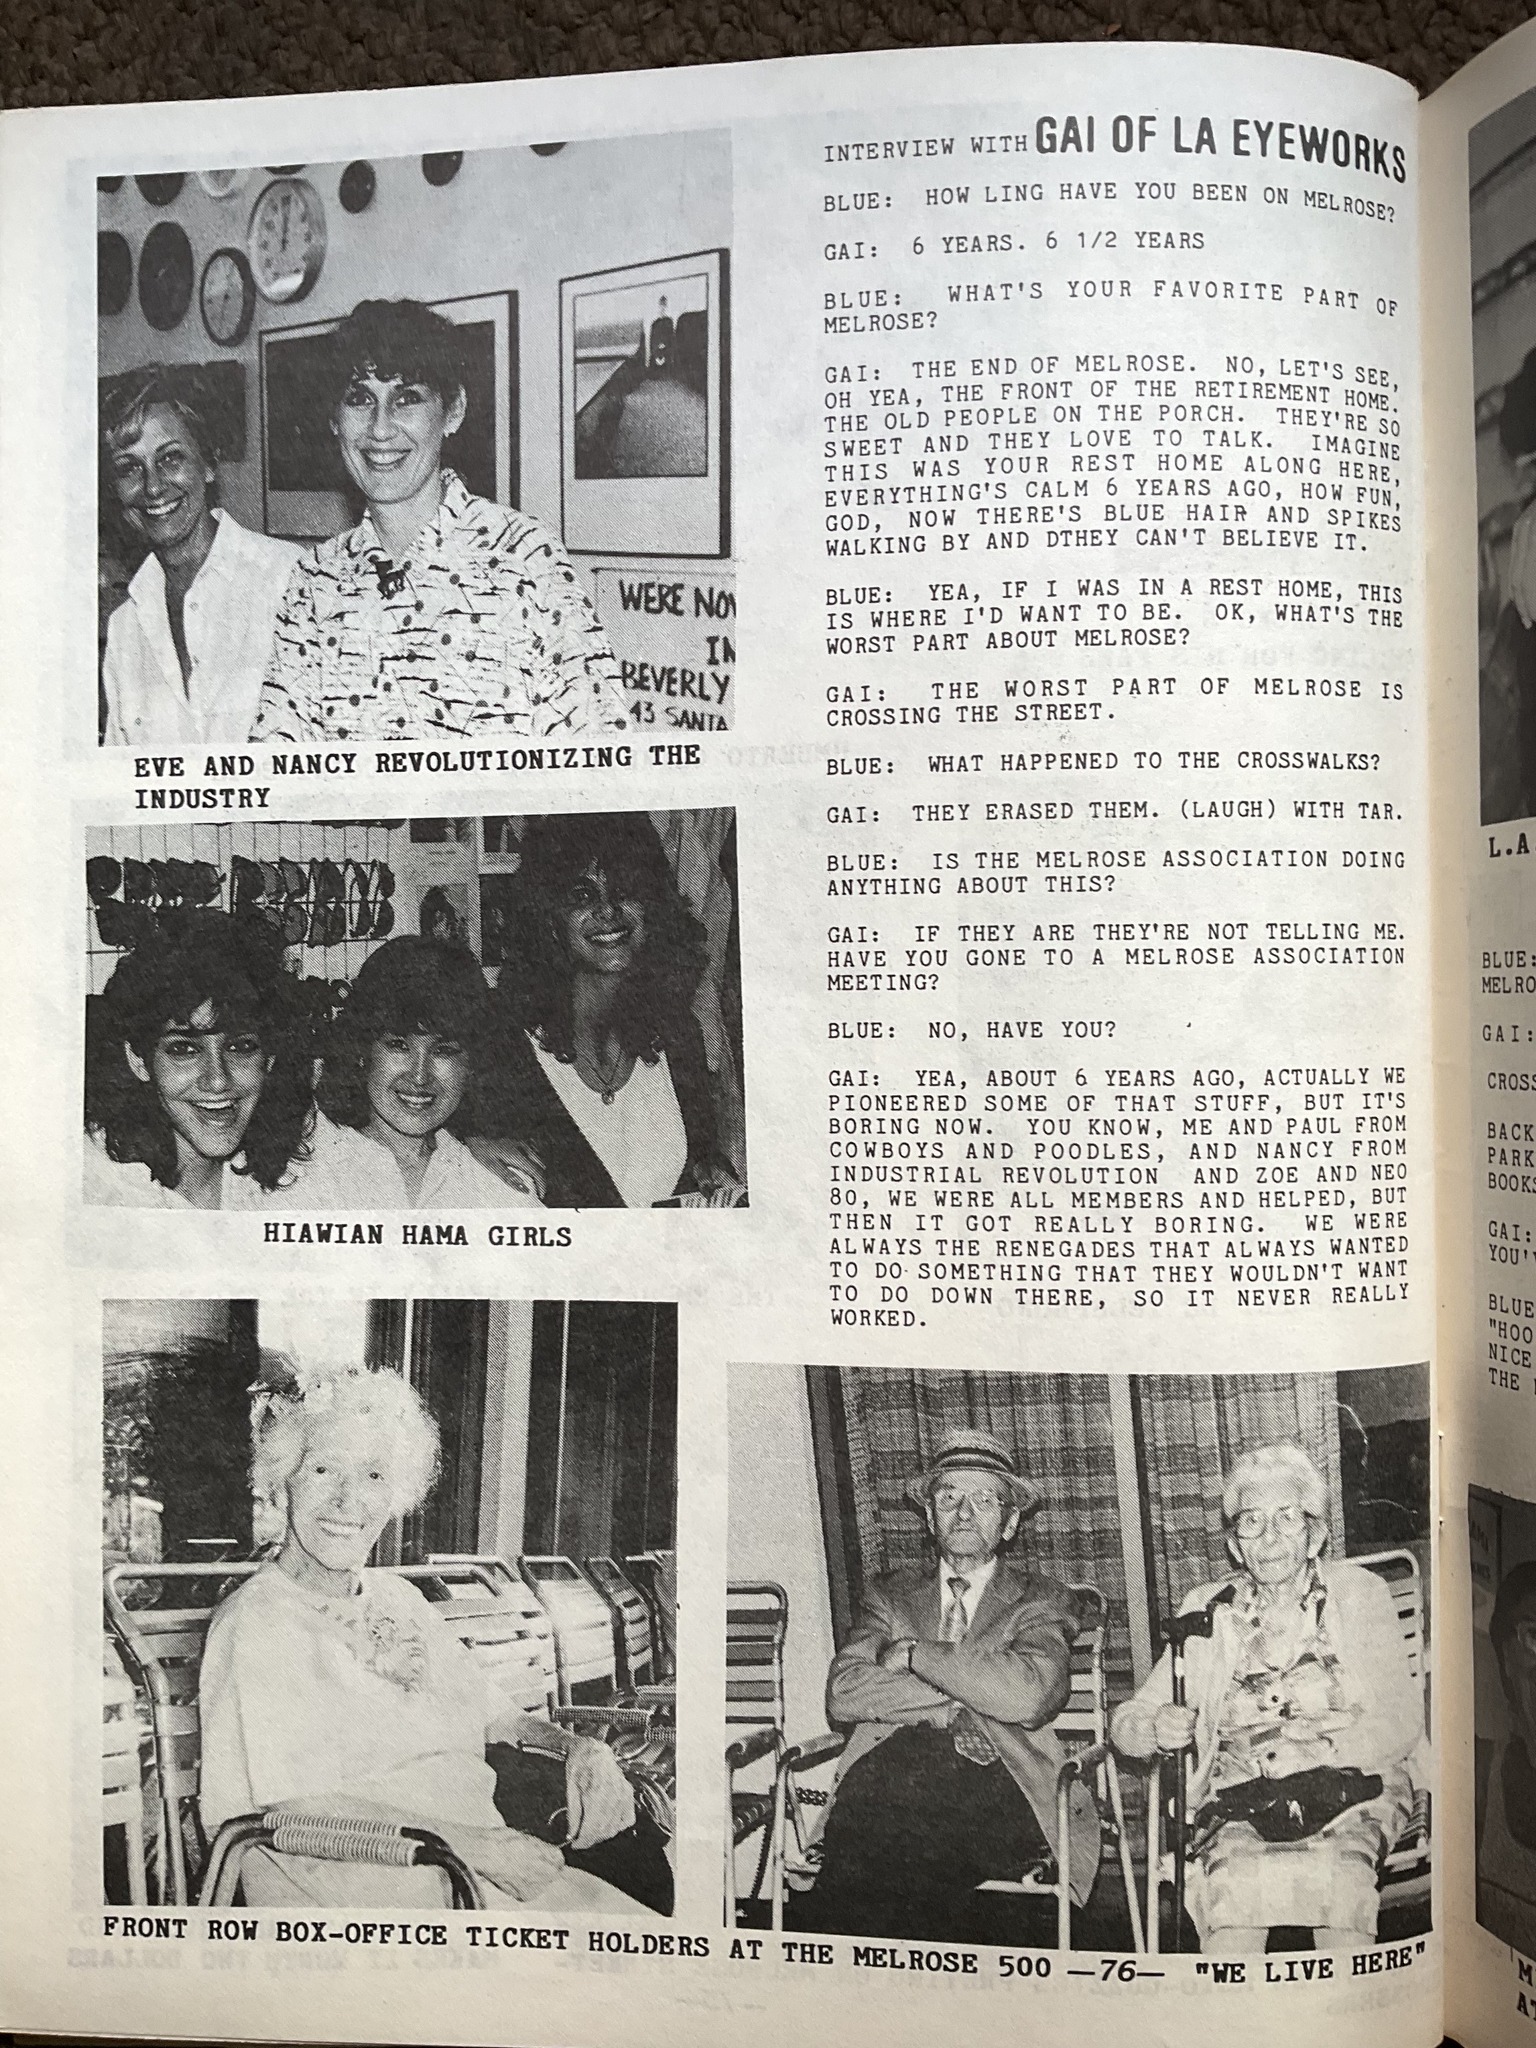 INTERVIEW WITH GAI OF LA EYEWORKS
BLUE: HOW LING HAVE YOU BEEN ON MELROSE?
GAI: 6 YEARS. 6 1/2 YEARS
BLUE: WHAT'S YOUR FAVORITE PART OF
MELROSE?
GAI: THE END OF MELROSE. NO, LET'S SEE,
OH YEA, THE FRONT OF THE RETIREMENT HOME.
THE OLD PEOPLE ON THE PORCH. THEY'RE SO
SWEET AND THEY LOVE TO TALK. IMAGINE
THIS WAS YOUR REST HOME ALONG HERE,
EVERYTHING'S CALM 6 YEARS AGO, HOW FUN,
GOD, NOW THERE'S BLUE HAIR AND SPIKES
WALKING BY AND DTHEY CAN'T BELIEVE IT.
BLUE: YEA, IF I WAS IN A REST HOME, THIS
IS WHERE I'D WANT TO BE. OK, WHAT'S THE
WORST PART ABOUT MELROSE?
GAI: THE WORST PART OF MELROSE IS
CROSSING THE STREET.
BLUE: WHAT HAPPENED TO THE CROSSWALKS?
GAI: THEY ERASED THEM. (LAUGH) WITH TAR.
BLUE: IS THE MELROSE ASSOCIATION DOING
ANYTHING ABOUT THIS?
GAI: IF THEY ARE THEY'RE NOT TELLING ME.
HAVE YOU GONE TO A MELROSE ASSOCIATION
MEETING?
BLUE: NO, HAVE YOU?
GAI: YEA, ABOUT 6 YEARS AGO, ACTUALLY WE
PIONEERED SOME OF THAT STUFF, BUT IT'S
BORING NOW. YOU KNOW, ME AND PAUL FROM
COWBOYS AND POODLES, AND NANCY FROM
INDUSTRIAL REVOLUTION AND ZOE AND NEO
80, WE WERE ALL MEMBERS AND HELPED, BUT
THEN IT GOT REALLY BORING. WE WERE
ALWAYS THE RENEGADES THAT ALWAYS WANTED
TO DO SOMETHING THAT THEY WOULDN'T WANT
TO DO DOWN THERE, SO IT NEVER REALLY
WORKED.
WERE NOW
IN
BEVERLY
43 SANTA
EVE AND NANCY REVOLUTIONIZING THE
INDUSTRY
HIAWIAN HAMA GIRLS
FRONT ROW BOX-OFFICE TICKET HOLDERS AT THE MELROSE 500 —76— "WE LIVE HERE"
L.A.
BLUE:
MELRO
GAI:
CROSS
BACK
PARK
BOOKS
GAI:
YOU'V
BLUE
"HOO
NICE
THE
M
AT